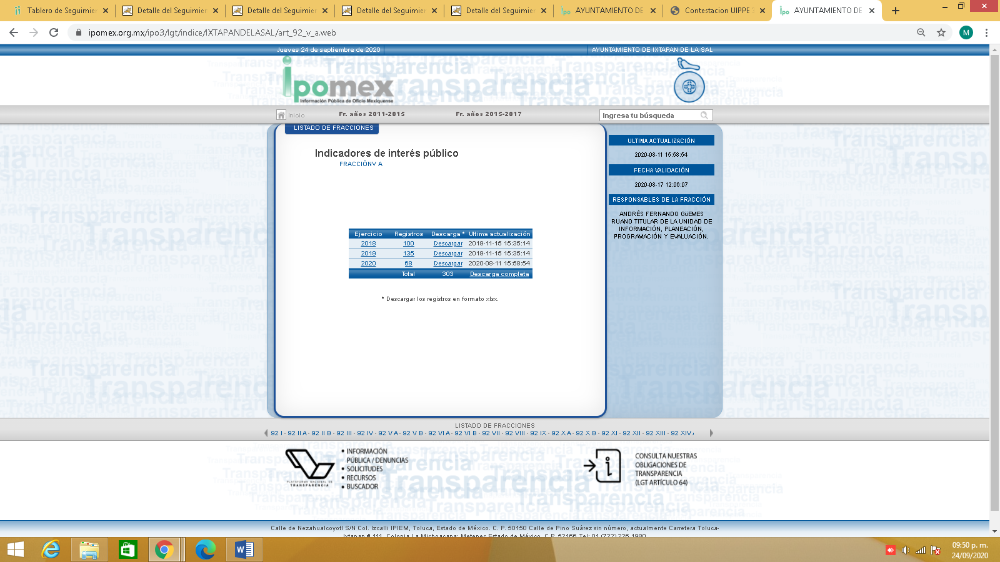 Tablero de Seguimien
Detalle del Seguimien
Detalle del Seguimien
Detalle del Seguimien
Detalle del Seguimien
AYUNTAMIENTO DE
Contestacion UIPPE
AYUNTAMIENTO DE
ipomex.org.mx/ipo3/lgt/indice/IXTAPANDELASAL/art_92_v_a.web
M
Jueves 24 de septiembre de 2020
AYUNTAMIENTO DE IXTAPAN DE LA SAL
ipomex
Información Pública de Oficio Mexiquense
Inicio
Fr. años 2011-2015
Fr. años 2015-2017
Ingresa tu búsqueda
LISTADO DE FRACCIONES
Indicadores de interés público
FRACCIÓNV A
Ejercicio Registros Descarga * Ultima actualización
2018 100 Descargar 2019-11-15 15:35:14
2019 135 Descargar 2019-11-15 15:35:14
2020 68 Descargar 2020-08-11 15:58:54
Total 303 Descarga completa
* Descargar los registros en formato xlsx.
ULTIMA ACTUALIZACIÓN
2020-08-11 15:58:54
FECHA VALIDACIÓN
2020-08-17 12:06:07
RESPONSABLES DE LA FRACCIÓN
ANDRÉS FERNANDO GüEMES
RUANO TITULAR DE LA UNIDAD DE
INFORMACIÓN, PLANEACIÓN,
PROGRAMACIÓN Y EVALUACIÓN.
LISTADO DE FRACCIONES
92 I - 92 II A - 92 II B - 92 III - 92 IV - 92 V A - 92 V B - 92 VI A - 92 VI B - 92 VII - 92 VIII - 92 IX - 92 X A - 92 X B - 92 XI - 92 XII - 92 XIII - 92 XIV
PLATAFORMA NACIONAL DE
TRANSPARENCIA
• INFORMACIÓN
PÚBLICA / DENUNCIAS
• SOLICITUDES
• RECURSOS
• BUSCADOR
CONSULTA NUESTRAS
OBLIGACIONES DE
TRANSPARENCIA
(LGT ARTÍCULO 64)
Calle de Nezahualcoyotl S/N Col. Izcalli IPIEM, Toluca, Estado de México. C. P. 50150 Calle de Pino Suárez sin número, actualmente Carretera Toluca-
Ixtapan # 111, Colonia La Michoacana; Metepec Estado de México, C.P. 52166 Tel: 01 (722) 226 1980
09:50 p. m.
24/09/2020